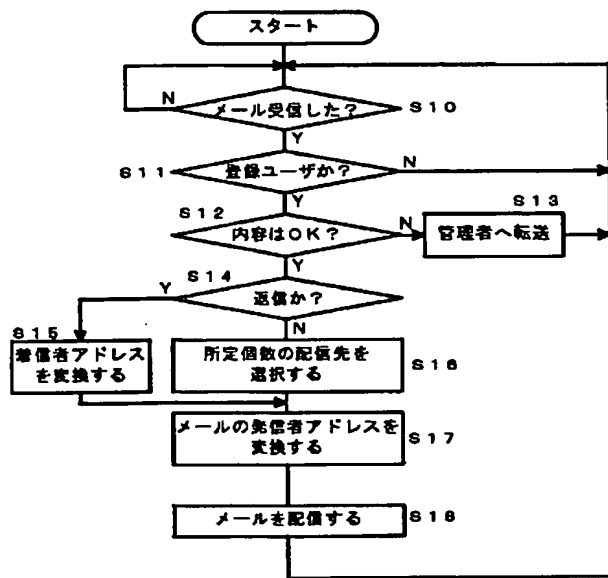 スタート
N
メール受信した?
S10
Y
S11
登録ユーザか?
N
Y
S12
S13
内容はOK?
N
管理者へ転送
Y
S14
Y
返信か?
N
S15
着信者アドレス
を変換する
所定個数の配信先を
選択する
S16
メールの発信者アドレスを
変換する
S17
メールを配信する
S18